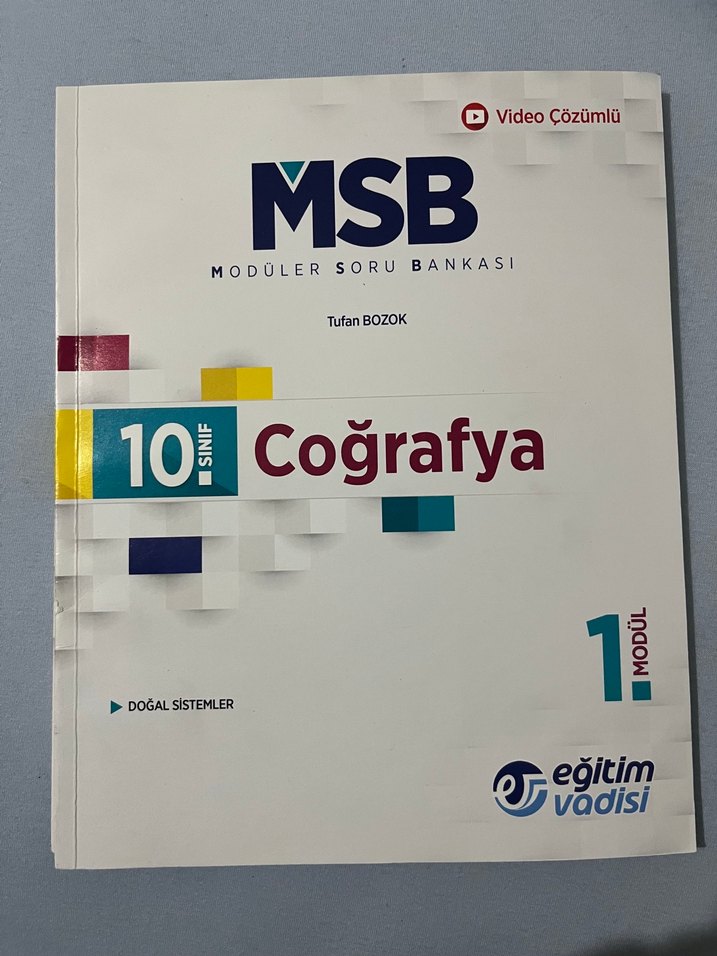 Video Çözümlü
MSB
MODÜLER SORU BANKASI
Tufan BOZOK
10. SINIF
Coğrafya
1. MODÜL
DOĞAL SİSTEMLER
eğitim
vadisi